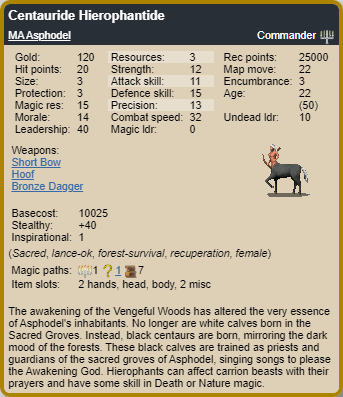 Centauride Hierophantide
MA Asphodel Commander
Gold: 120 Resources: 3 Rec points: 25000
Hit points: 20 Strength: 12 Map move: 22
Size: 3 Attack skill: 11 Encumbrance: 3
Protection: 3 Defence skill: 15 Age: 22
Magic res: 15 Precision: 13 (50)
Morale: 14 Combat speed: 32 Undead ldr: 10
Leadership: 40 Magic ldr: 0
Weapons:
Short Bow
Hoof
Bronze Dagger
Basecost: 10025
Stealthy: +40
Inspirational: 1
(Sacred, lance-ok, forest-survival, recuperation, female)
Magic paths: 1 ? 1 7
Item slots: 2 hands, head, body, 2 misc
The awakening of the Vengeful Woods has altered the very essence
of Asphodel's inhabitants. No longer are white calves born in the
Sacred Groves. Instead, black centaurs are born, mirroring the dark
mood of the forests. These black calves are trained as priests and
guardians of the sacred groves of Asphodel, singing songs to please
the Awakening God. Hierophants can affect carrion beasts with their
prayers and have some skill in Death or Nature magic.